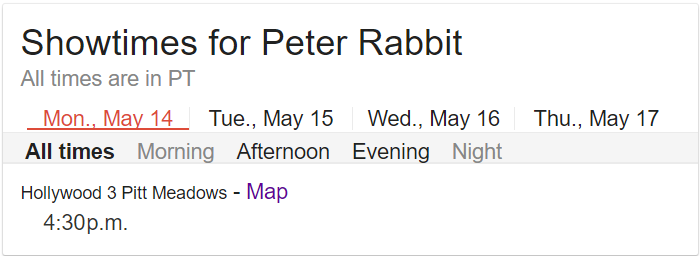 Showtimes for Peter Rabbit
All times are in PT
Mon., May 14 Tue., May 15 Wed., May 16 Thu., May 17
All times Morning Afternoon Evening Night
Hollywood 3 Pitt Meadows - Map
4:30p.m.